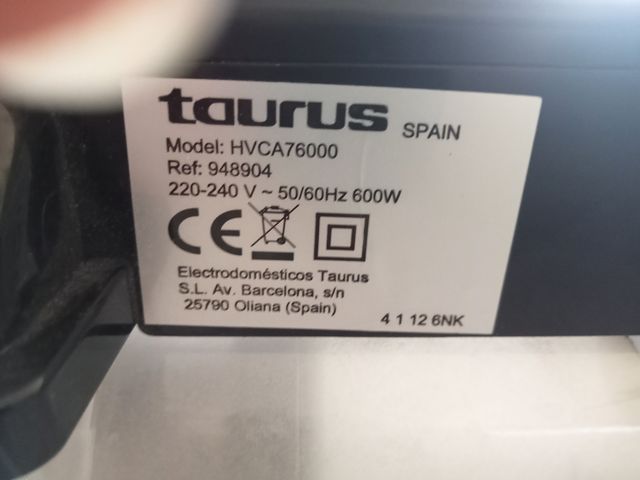 taurus SPAIN
Model: HVCA76000
Ref: 948904
220-240 V ~ 50/60Hz 600W
CE
Electrodomésticos Taurus
S.L. Av. Barcelona, s/n
25790 Oliana (Spain)
4 1 12 6NK